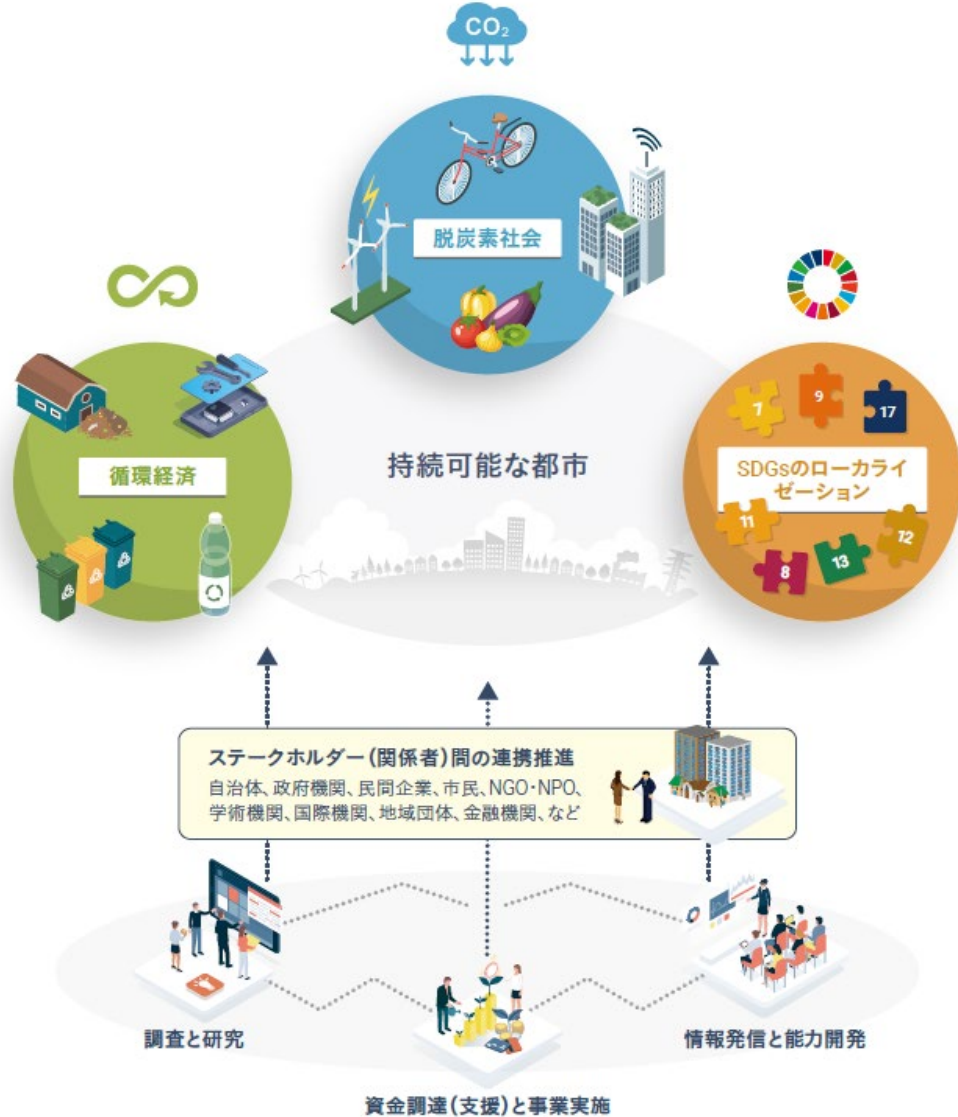 CO₂
脱炭素社会
7
9
17
循環経済
持続可能な都市
SDGsのローカライ
ゼーション
11
8
13
12
ステークホルダー(関係者)間の連携推進
自治体、政府機関、民間企業、市民、NGO・NPO、
学術機関、国際機関、地域団体、金融機関、など
調査と研究
情報発信と能力開発
資金調達(支援)と事業実施